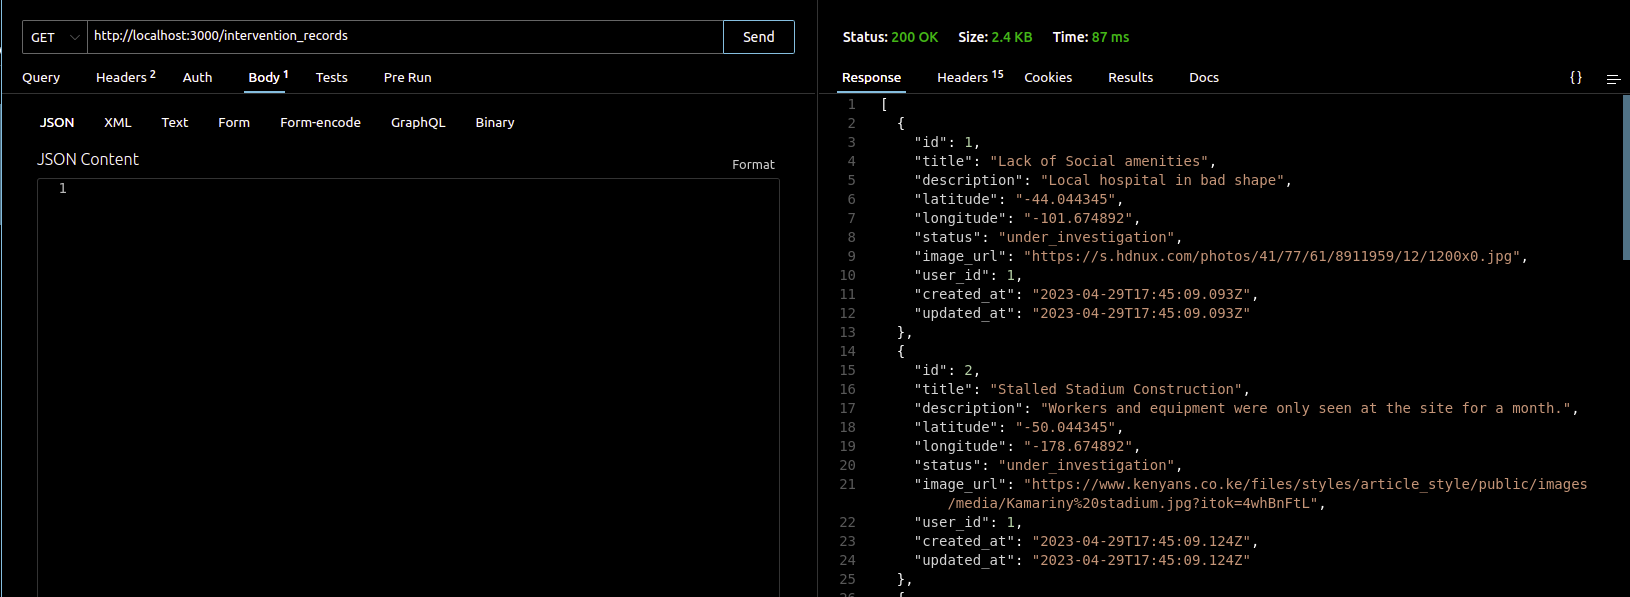 GET http://localhost:3000/intervention_records Send
Query Headers 2 Auth Body 1 Tests Pre Run
JSON XML Text Form Form-encode GraphQL Binary
JSON Content
Format
1
Status: 200 OK Size: 2.4 KB Time: 87 ms
Response Headers 15 Cookies Results Docs {}
1 [
2 {
3 "id": 1,
4 "title": "Lack of Social amenities",
5 "description": "Local hospital in bad shape",
6 "latitude": "-44.044345",
7 "longitude": "-101.674892",
8 "status": "under_investigation",
9 "image_url": "https://s.hdnux.com/photos/41/77/61/8911959/12/1200x0.jpg",
10 "user_id": 1,
11 "created_at": "2023-04-29T17:45:09.093Z",
12 "updated_at": "2023-04-29T17:45:09.093Z"
13 },
14 {
15 "id": 2,
16 "title": "Stalled Stadium Construction",
17 "description": "Workers and equipment were only seen at the site for a month.",
18 "latitude": "-50.044345",
19 "longitude": "-178.674892",
20 "status": "under_investigation",
21 "image_url": "https://www.kenyans.co.ke/files/styles/article_style/public/images
/media/Kamariny%20stadium.jpg?itok=4whBnFtL",
22 "user_id": 1,
23 "created_at": "2023-04-29T17:45:09.124Z",
24 "updated_at": "2023-04-29T17:45:09.124Z"
25 },
26 {